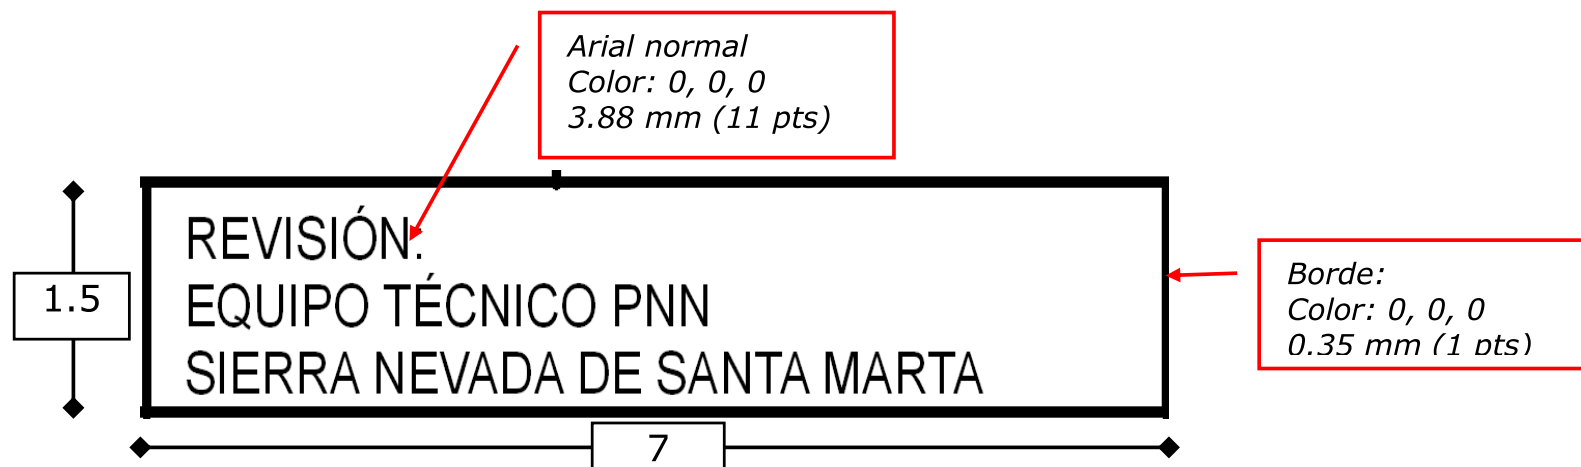 Arial normal
Color: 0, 0, 0
3.88 mm (11 pts)
REVISIÓN:
EQUIPO TÉCNICO PNN
SIERRA NEVADA DE SANTA MARTA
1.5
Borde:
Color: 0, 0, 0
0.35 mm (1 pts)
7